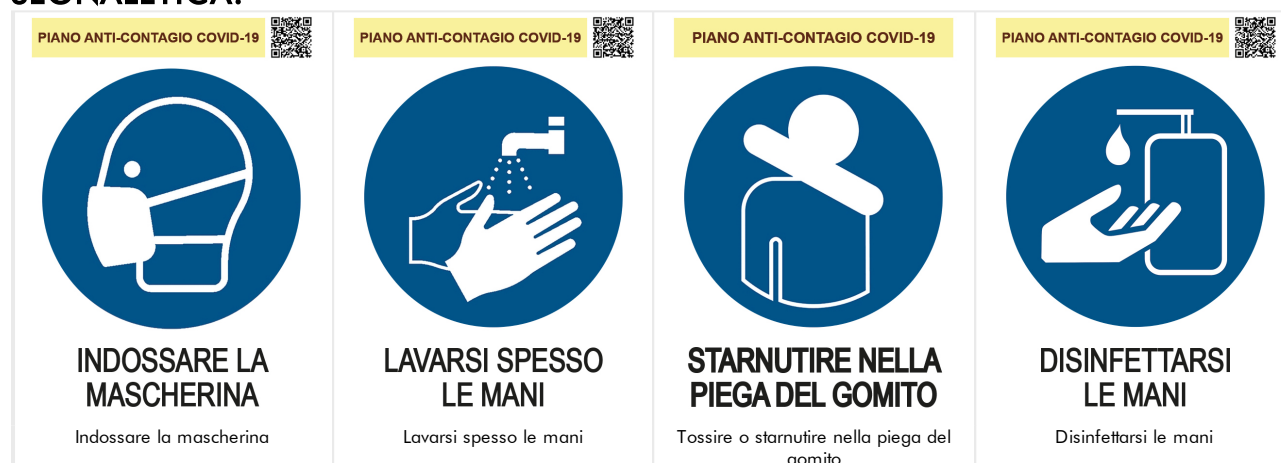 SEGNALETICA:
PIANO ANTI-CONTAGIO COVID-19
INDOSSARE LA
MASCHERINA
Indossare la mascherina
PIANO ANTI-CONTAGIO COVID-19
LAVARSI SPESSO
LE MANI
Lavarsi spesso le mani
PIANO ANTI-CONTAGIO COVID-19
STARNUTIRE NELLA
PIEGA DEL GOMITO
Tossire o starnutire nella piega del
gomito
PIANO ANTI-CONTAGIO COVID-19
DISINFETTARSI
LE MANI
Disinfettarsi le mani